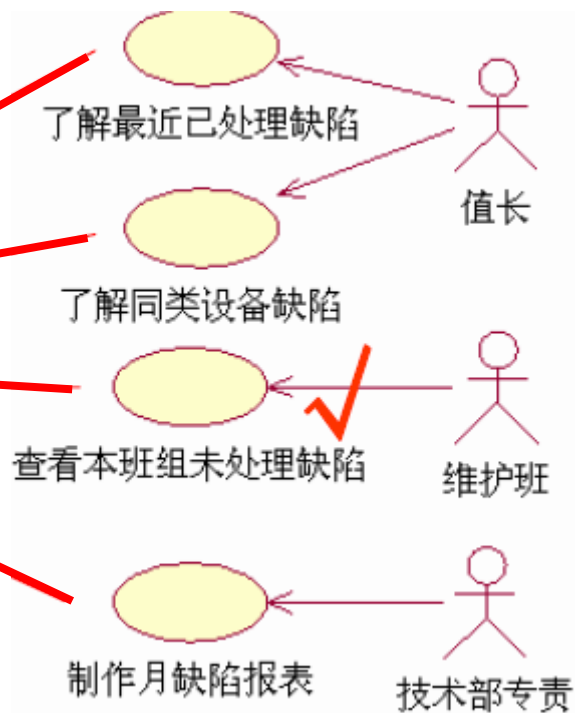 了解最近已处理缺陷
值长
了解同类设备缺陷
查看本班组未处理缺陷
维护班
制作月缺陷报表
技术部专责